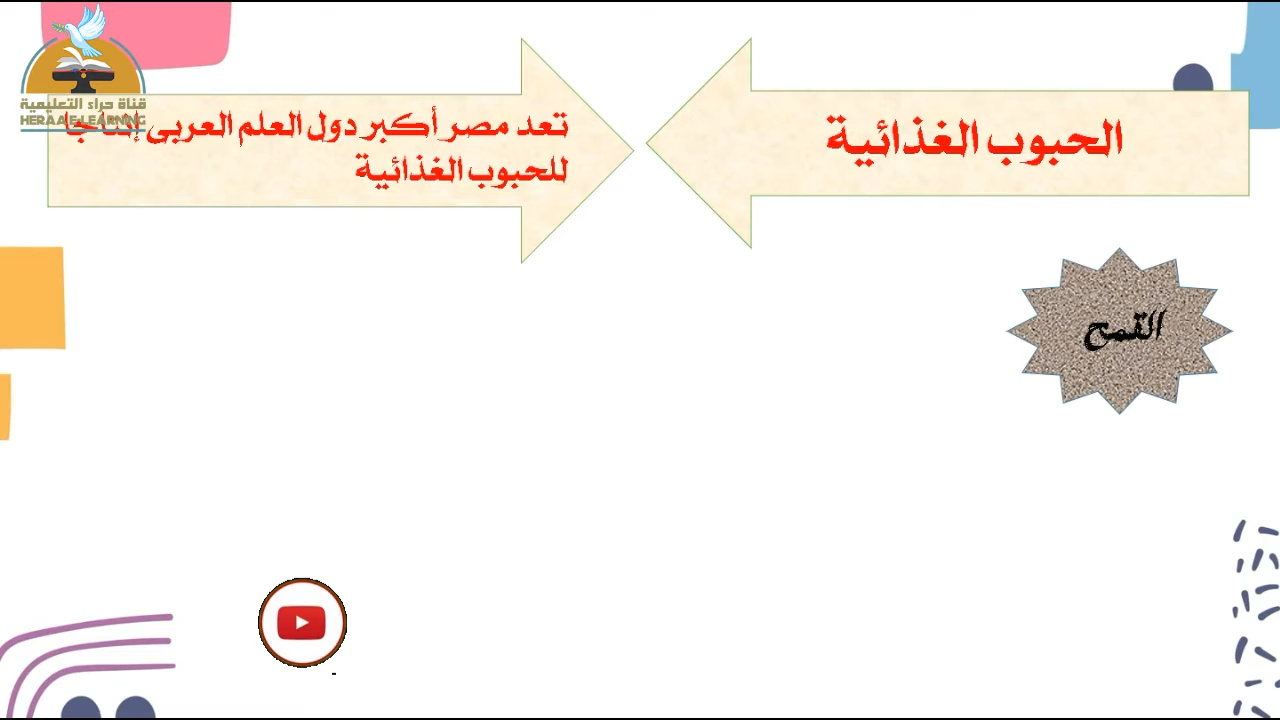 الحبوب الغذائية
تعد مصر أكبر دول العلم العربى إنتاجا
للحبوب الغذائية
القمح
قناة حراء التعليمية
HERAA E-LEARNING